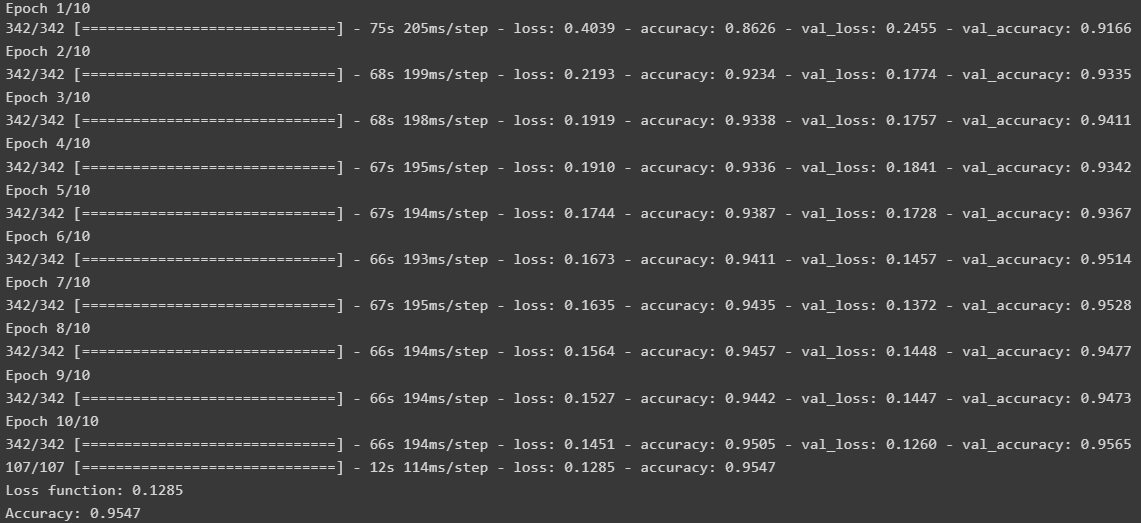 Epoch 1/10
342/342 [==============================] - 75s 205ms/step - loss: 0.4039 - accuracy: 0.8626 - val_loss: 0.2455 - val_accuracy: 0.9166
Epoch 2/10
342/342 [==============================] - 68s 199ms/step - loss: 0.2193 - accuracy: 0.9234 - val_loss: 0.1774 - val_accuracy: 0.9335
Epoch 3/10
342/342 [==============================] - 68s 198ms/step - loss: 0.1919 - accuracy: 0.9338 - val_loss: 0.1757 - val_accuracy: 0.9411
Epoch 4/10
342/342 [==============================] - 67s 195ms/step - loss: 0.1910 - accuracy: 0.9336 - val_loss: 0.1841 - val_accuracy: 0.9342
Epoch 5/10
342/342 [==============================] - 67s 194ms/step - loss: 0.1744 - accuracy: 0.9387 - val_loss: 0.1728 - val_accuracy: 0.9367
Epoch 6/10
342/342 [==============================] - 66s 193ms/step - loss: 0.1673 - accuracy: 0.9411 - val_loss: 0.1457 - val_accuracy: 0.9514
Epoch 7/10
342/342 [==============================] - 67s 195ms/step - loss: 0.1635 - accuracy: 0.9435 - val_loss: 0.1372 - val_accuracy: 0.9528
Epoch 8/10
342/342 [==============================] - 66s 194ms/step - loss: 0.1564 - accuracy: 0.9457 - val_loss: 0.1448 - val_accuracy: 0.9477
Epoch 9/10
342/342 [==============================] - 66s 194ms/step - loss: 0.1527 - accuracy: 0.9442 - val_loss: 0.1447 - val_accuracy: 0.9473
Epoch 10/10
342/342 [==============================] - 66s 194ms/step - loss: 0.1451 - accuracy: 0.9505 - val_loss: 0.1260 - val_accuracy: 0.9565
107/107 [==============================] - 12s 114ms/step - loss: 0.1285 - accuracy: 0.9547
Loss function: 0.1285
Accuracy: 0.9547